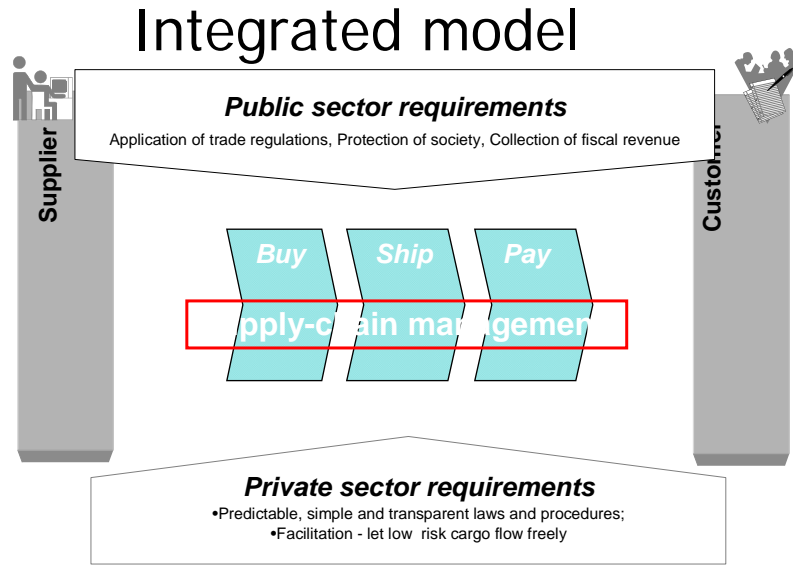 Integrated model
Public sector requirements
Application of trade regulations, Protection of society, Collection of fiscal revenue
Supplier
Customer
Buy Ship Pay
Supply-chain management
Private sector requirements
•Predictable, simple and transparent laws and procedures;
•Facilitation - let low risk cargo flow freely